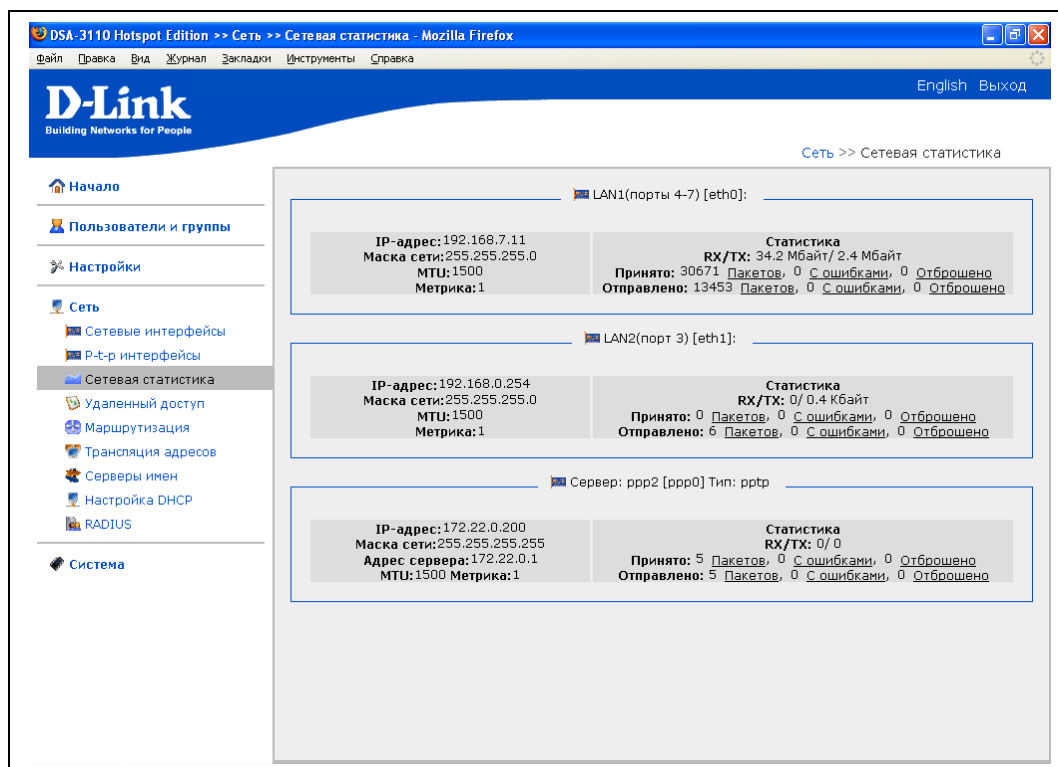 DSA-3110 Hotspot Edition >> Сеть >> Сетевая статистика - Mozilla Firefox
Файл Правка Вид Журнал Закладки Инструменты Справка
English Выход
D-Link
Building Networks for People
Сеть >> Сетевая статистика
Начало
Пользователи и группы
Настройки
Сеть
Сетевые интерфейсы
P-t-p интерфейсы
Сетевая статистика
Удаленный доступ
Маршрутизация
Трансляция адресов
Серверы имен
Настройка DHCP
RADIUS
Система
LAN1(порты 4-7) [eth0]:
IP-адрес:192.168.7.11
Маска сети:255.255.255.0
MTU:1500
Метрика:1
Статистика
RX/TX: 34.2 Мбайт/ 2.4 Мбайт
Принято: 30671 Пакетов, 0 С ошибками, 0 Отброшено
Отправлено: 13453 Пакетов, 0 С ошибками, 0 Отброшено
LAN2(порт 3) [eth1]:
IP-адрес:192.168.0.254
Маска сети:255.255.255.0
MTU:1500
Метрика:1
Статистика
RX/TX: 0/ 0.4 Кбайт
Принято: 0 Пакетов, 0 С ошибками, 0 Отброшено
Отправлено: 6 Пакетов, 0 С ошибками, 0 Отброшено
Сервер: ppp2 [ppp0] Тип: pptp
IP-адрес:172.22.0.200
Маска сети:255.255.255.255
Адрес сервера:172.22.0.1
MTU:1500 Метрика:1
Статистика
RX/TX: 0/ 0
Принято: 5 Пакетов, 0 С ошибками, 0 Отброшено
Отправлено: 5 Пакетов, 0 С ошибками, 0 Отброшено